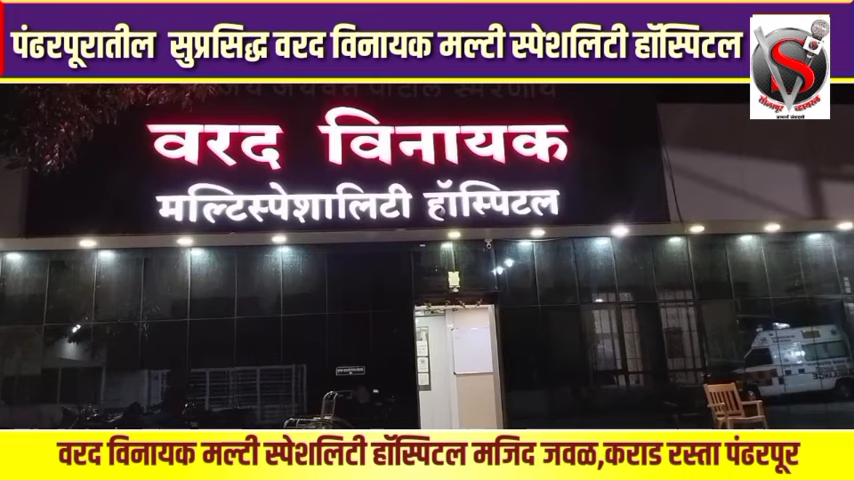 पंढरपूरातील सुप्रसिद्ध वरद विनायक मल्टी स्पेशलिटी हॉस्पिटल
वरद विनायक
मल्टिस्पेशालिटी हॉस्पिटल
वरद विनायक मल्टी स्पेशलिटी हॉस्पिटल मजिद जवळ,कराड रस्ता पंढरपूर